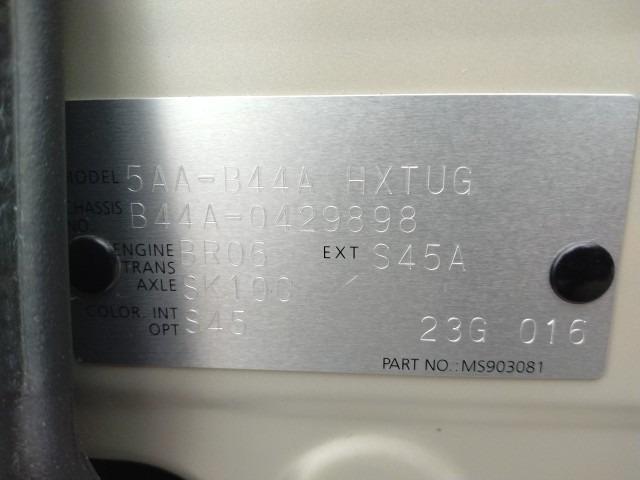 MODEL 5AA-B44A HXTUG
CHASSIS NO. B44A-0429898
ENGINE BR06 EXT S45A
TRANS AXLE SK100
COLOR. INT OPT S45 23G 016
PART NO.: MS903081